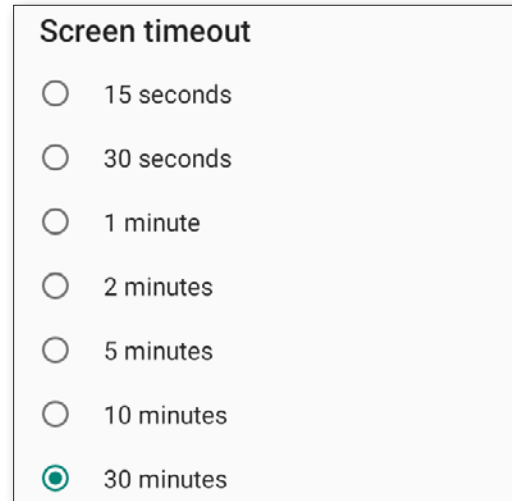 Screen timeout
15 seconds
30 seconds
1 minute
2 minutes
5 minutes
10 minutes
30 minutes